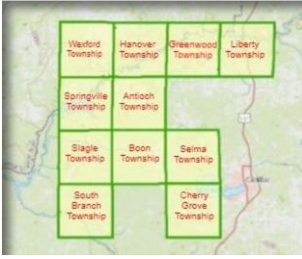 Wexford
Township
Hanover
Township
Greenwood
Township
Liberty
Township
Springville
Township
Antioch
Township
Slagle
Township
Boon
Township
Selma
Township
South
Branch
Township
Cherry
Grove
Township